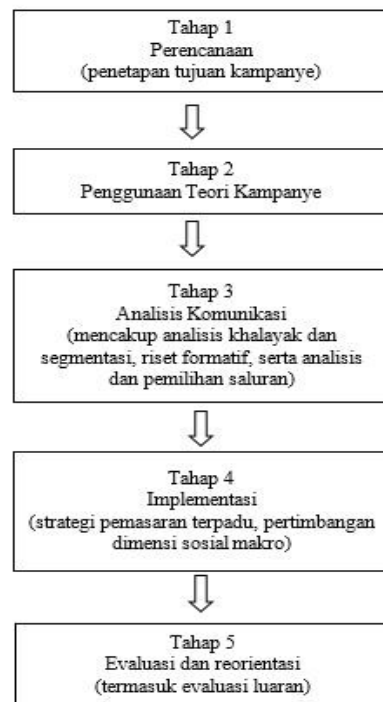 Tahap 1
Perencanaan
(penetapan tujuan kampanye)
Tahap 2
Penggunaan Teori Kampanye
Tahap 3
Analisis Komunikasi
(mencakup analisis khalayak dan
segmentasi, riset formatif, serta analisis
dan pemilihan saluran)
Tahap 4
Implementasi
(strategi pemasaran terpadu, pertimbangan
dimensi sosial makro)
Tahap 5
Evaluasi dan reorientasi
(termasuk evaluasi luaran)